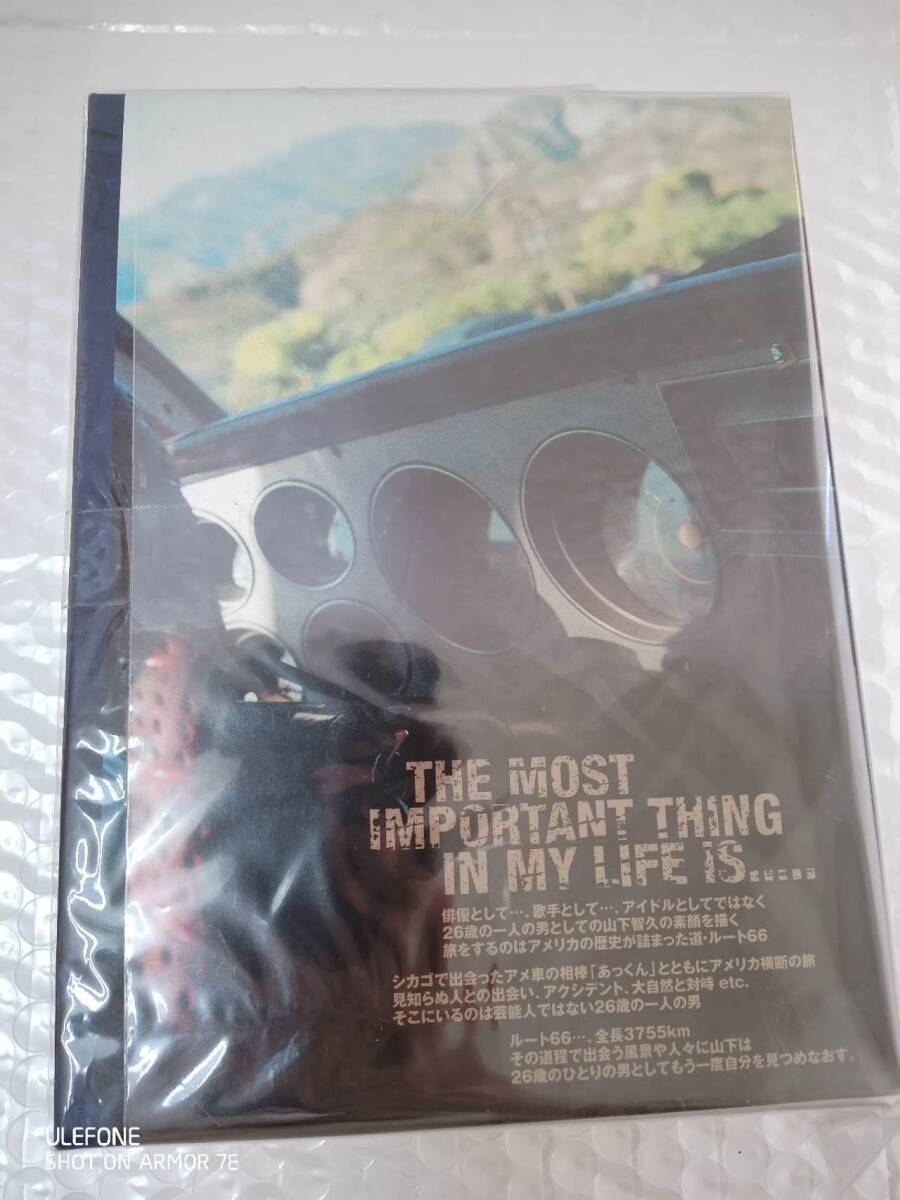 THE MOST
IMPORTANT THING
IN MY LIFE IS......
俳優として…、歌手として…、アイドルとしてではなく
26歳の一人の男としての山下智久の素顔を描く
旅をするのはアメリカの歴史が詰まった道・ルート66
シカゴで出会ったアメ車の相棒「あっくん」とともにアメリカ横断の旅
見知らぬ人との出会い、アクシデント、大自然と対峙 etc.
そこにいるのは芸能人ではない26歳の一人の男
ルート66…、全長3755km
その道程で出会う風景や人々に山下は
26歳のひとりの男としてもう一度自分を見つめなおす。
ULEFONE
SHOT ON ARMOR 7E